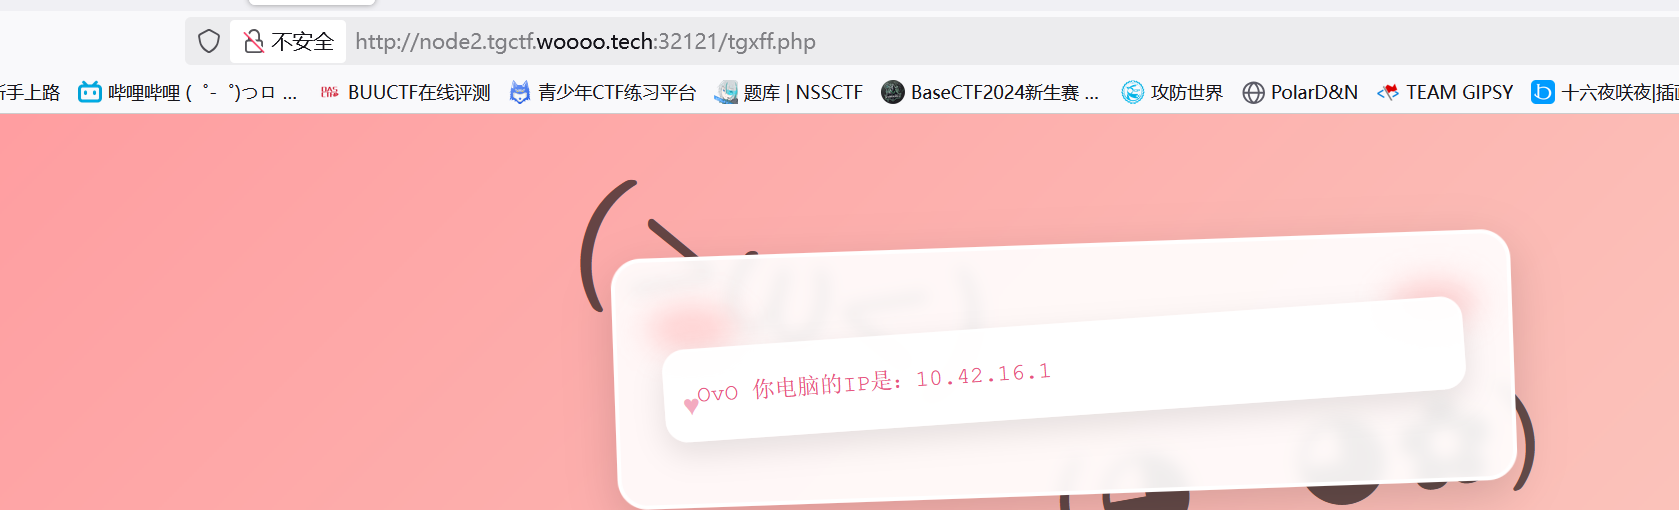 不安全 http://node2.tgctf.woooo.tech:32121/tgxff.php
手上路 哔哩哔哩 ( ゜- ゜)つロ ... BUUCTF在线评测 青少年CTF练习平台 题库 | NSSCTF BaseCTF2024新生赛 ... 攻防世界 PolarD&N TEAM GIPSY 十六夜咲夜|插
OvO 你电脑的IP是：10.42.16.1